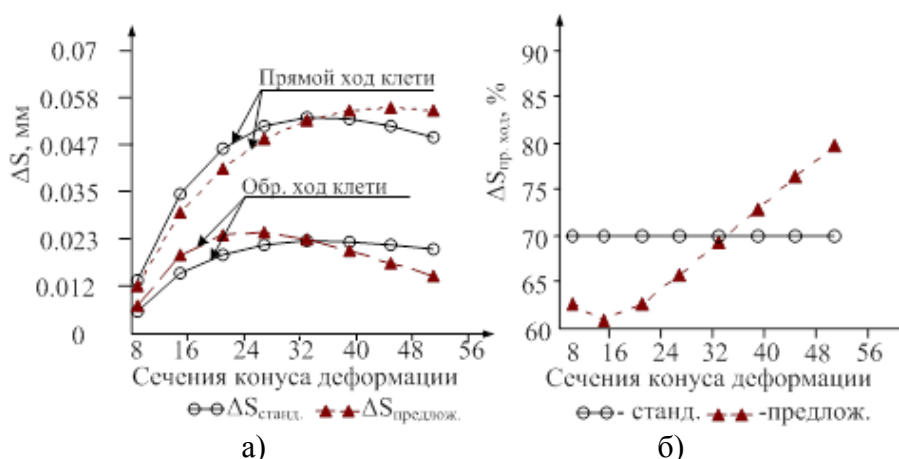 ΔS, мм
0.07
0.058
0.047
0.035
0.023
0.012
0
Прямой ход клети
Обр. ход клети
8 16 24 32 40 48 56
Сечения конуса деформации
ΔSстанд. ΔSпредлож.
а)
ΔSпр. ход, %
90
85
80
75
70
65
60
8 16 24 32 40 48 56
Сечения конуса деформации
- станд. -предлож.
б)